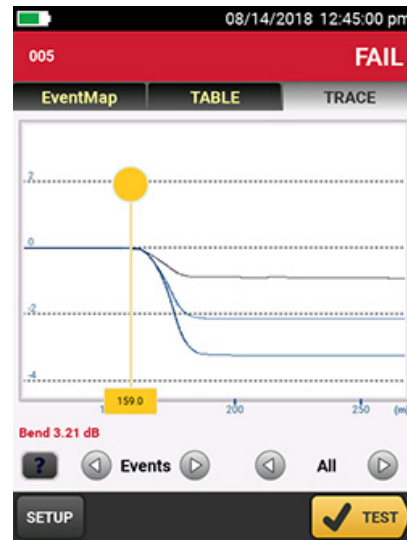 08/14/2018 12:45:00 pm
005 FAIL
EventMap TABLE TRACE
2
0
-2
-4
159.0
200 250 (m
Bend 3.21 dB
? Events All
SETUP TEST